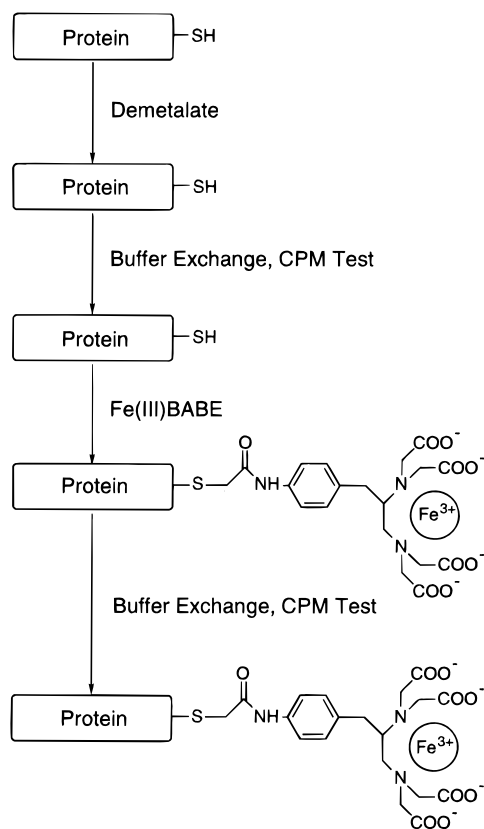 Protein
SH
Demetalate
Protein
SH
Buffer Exchange, CPM Test
Protein
SH
Fe(III)BABE
Protein
S
O
NH
N
COO⁻
COO⁻
Fe³⁺
N
COO⁻
COO⁻
Buffer Exchange, CPM Test
Protein
S
O
NH
N
COO⁻
COO⁻
Fe³⁺
N
COO⁻
COO⁻